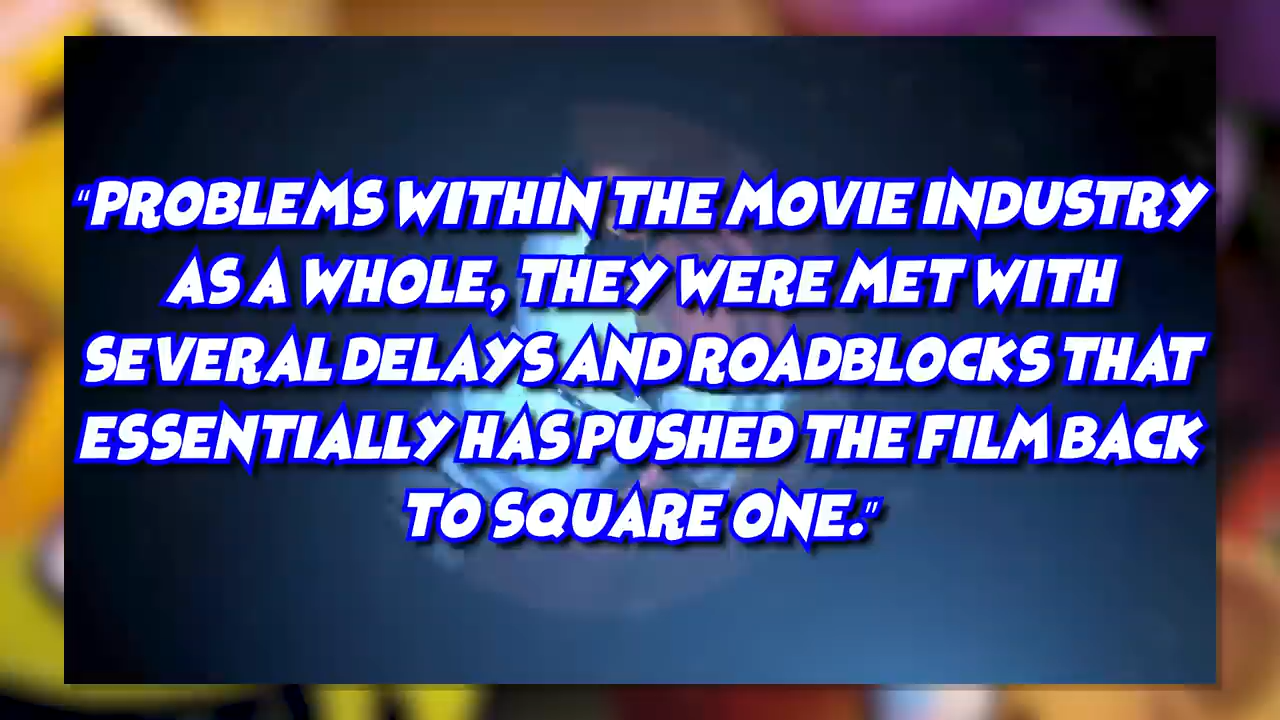 "PROBLEMS WITHIN THE MOVIE INDUSTRY
AS A WHOLE, THEY WERE MET WITH
SEVERAL DELAYS AND ROADBLOCKS THAT
ESSENTIALLY HAS PUSHED THE FILM BACK
TO SQUARE ONE."